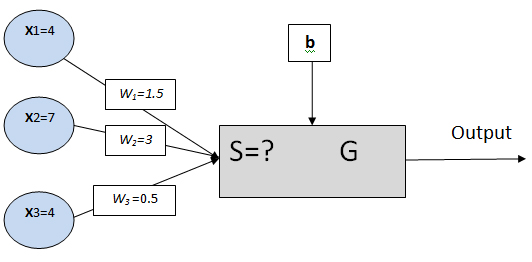 X1=4
b
W1=1.5
X2=7
W2=3
S=? G
Output
W3=0.5
X3=4